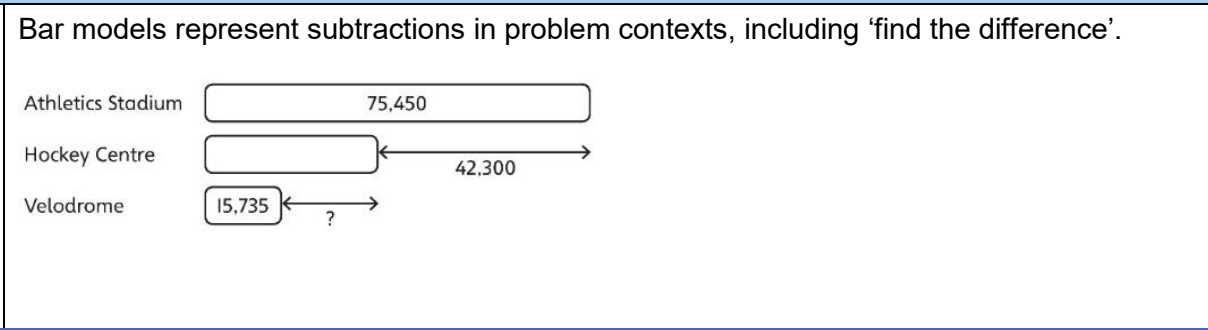 Bar models represent subtractions in problem contexts, including ‘find the difference’.
Athletics Stadium 75,450
Hockey Centre 42,300
Velodrome 15,735 ?